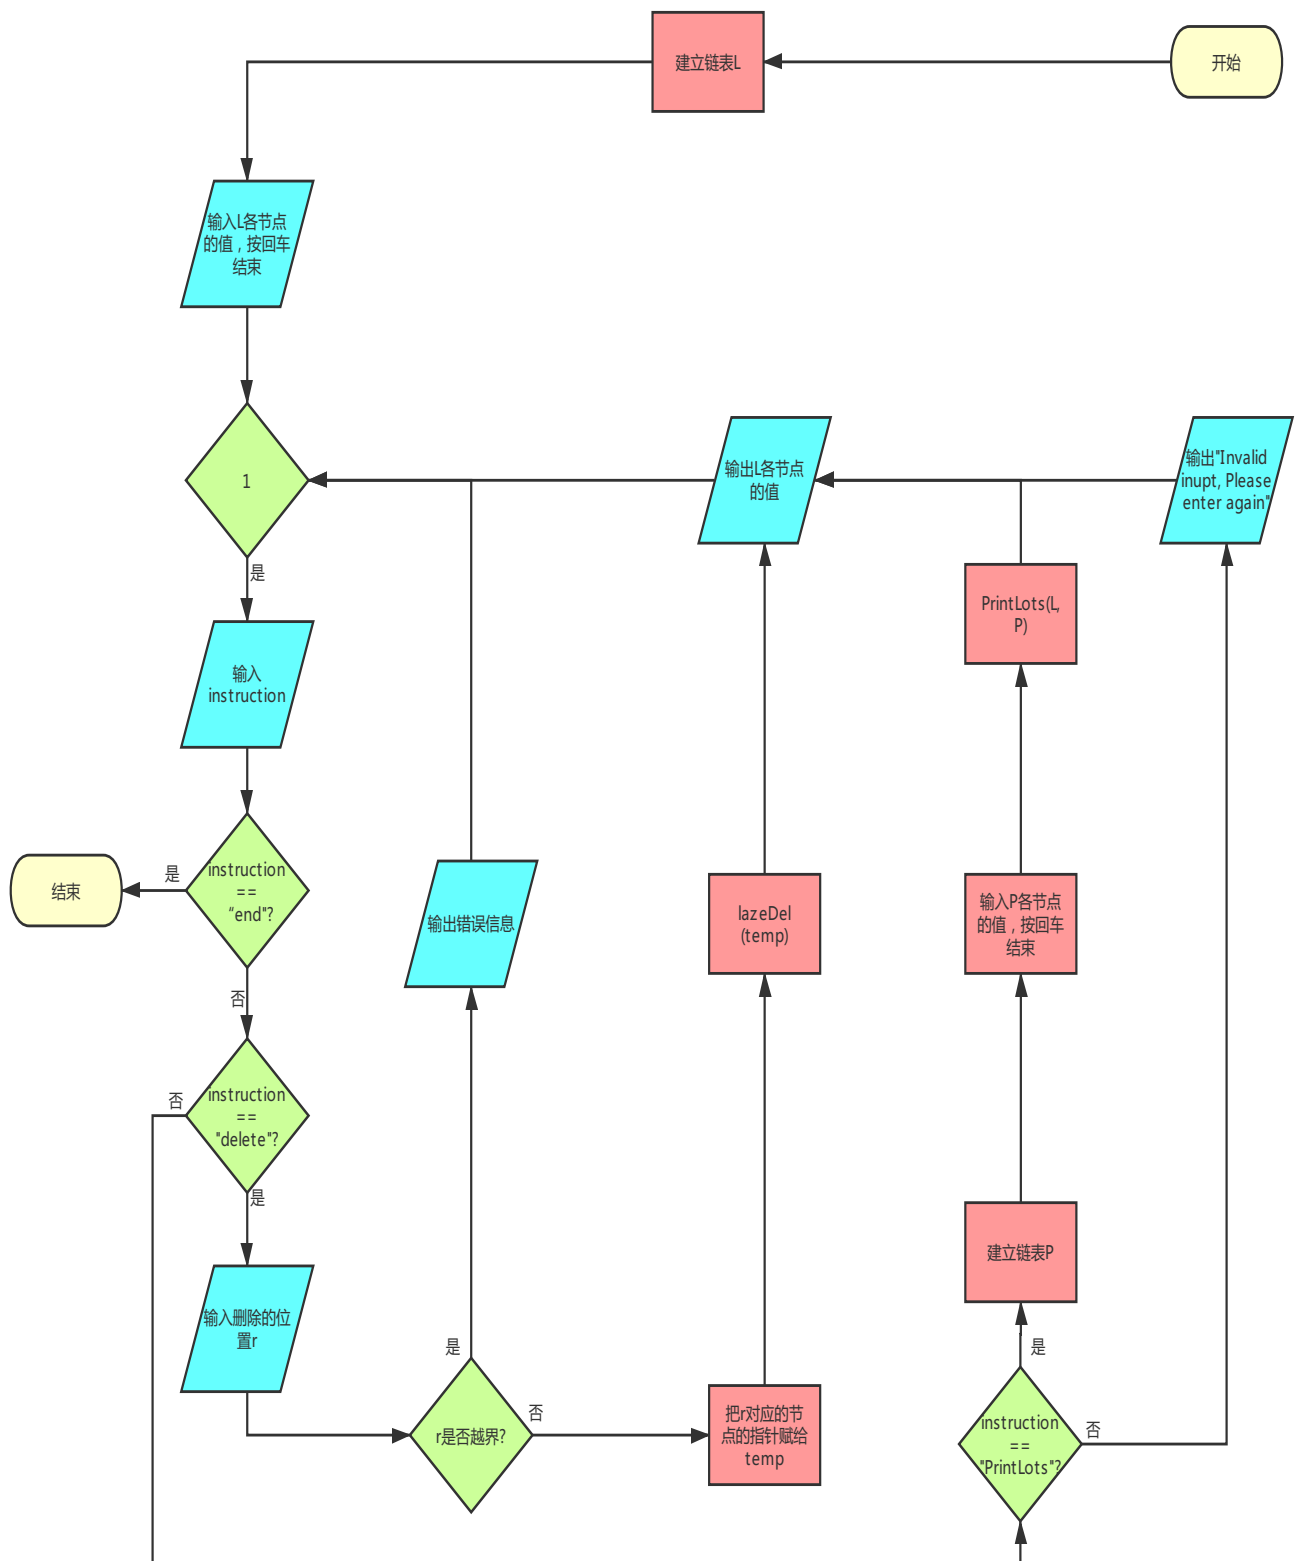 建立链表L
开始
输入L各节点
的值，按回车
结束
1
是
输入
instruction
instruction
==
“end"?
是
结束
否
instruction
==
"delete"?
否
是
输入删除的位
置r
r是否越界?
是
输出错误信息
否
把r对应的节
点的指针赋给
temp
lazeDel
(temp)
输出L各节点
的值
instruction
==
"PrintLots"?
是
建立链表P
输入P各节点
的值，按回车
结束
PrintLots(L,
P)
否
输出"Invalid
inupt, Please
enter again"